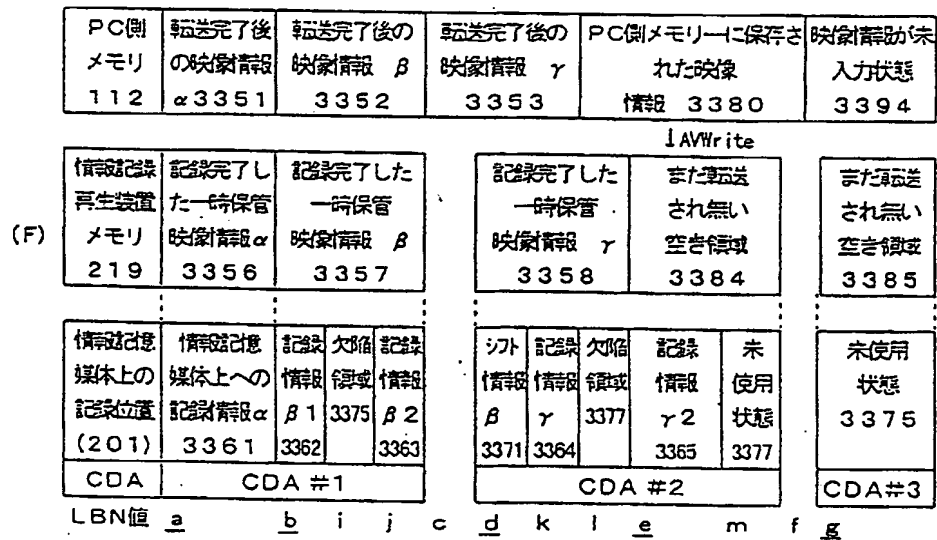 PC側 転送完了後 転送完了後の 転送完了後の PC側メモリーに保存さ 映像情報が未
メモリ の映像情報 映像情報 β 映像情報 γ れた映像 入力状態
112 α3351 3352 3353 情報 3380 3394
↓AVWrite
情報記録 記録完了し 記録完了した 記録完了した また転送 また転送
再生装置 た一時保管 一時保管 一時保管 され無い され無い
(F) メモリ 映像情報α 映像情報 β 映像情報 γ 空き領域 空き領域
219 3356 3357 3358 3384 3385
情報記憶 情報記憶 記録 欠陥 記録 シフト 記録 欠陥 記録 未 未使用
媒体上の 媒体上への 情報 領域 情報 情報 情報 領域 情報 使用 状態
記録位置 記録情報α β1 3375 β2 β γ 3377 γ2 状態 3375
(201) 3361 3362 3363 3371 3364 3365 3377
CDA CDA #1 CDA #2 CDA#3
LBN値 a b i j c d k l e m f g